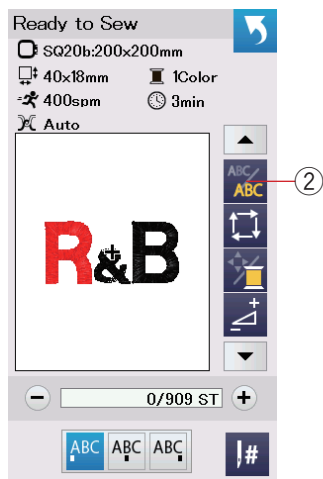 Ready to Sew
SQ20b:200x200mm
40x18mm 1Color
400spm 3min
Auto
ABC
ABC
2
R&B
0/909 ST
ABC ABC ABC
#